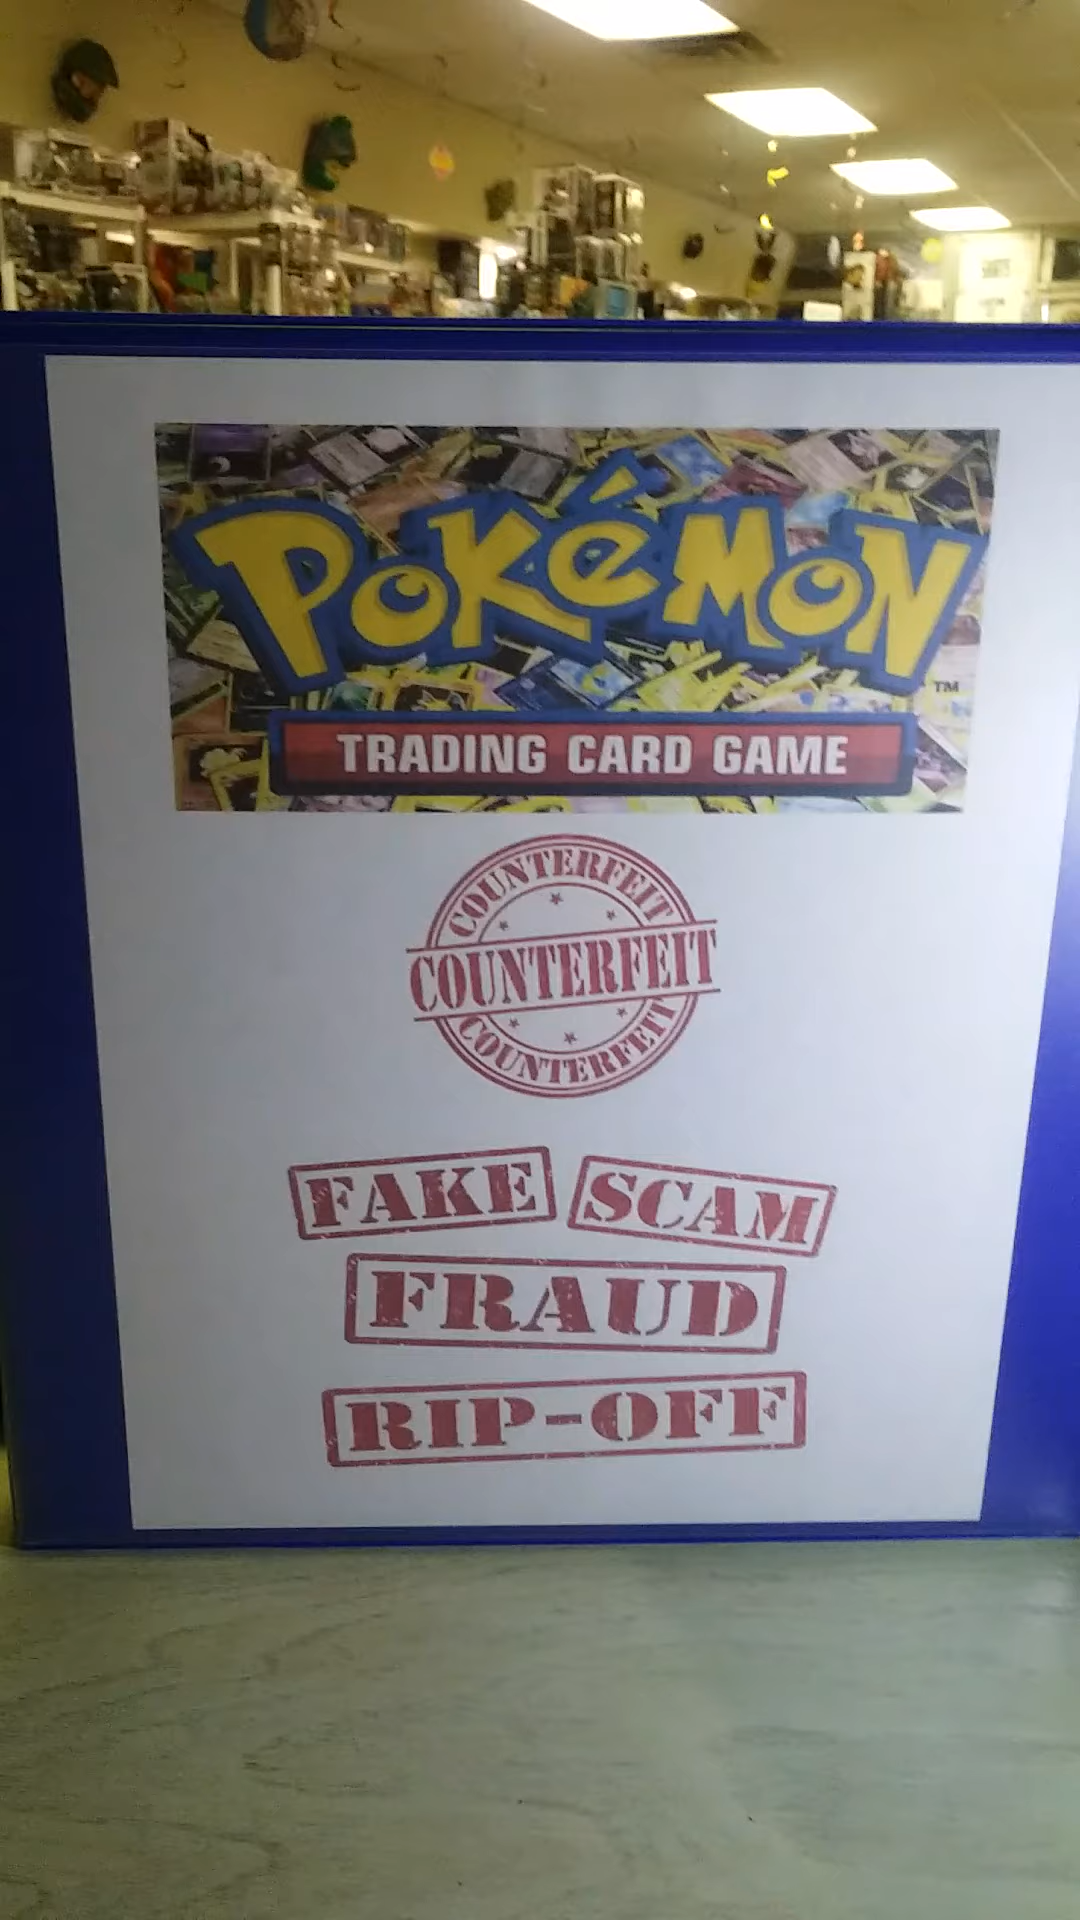 POKéMON
TM
TRADING CARD GAME
COUNTERFEIT
COUNTERFEIT
COUNTERFEIT
FAKE SCAM
FRAUD
RIP-OFF